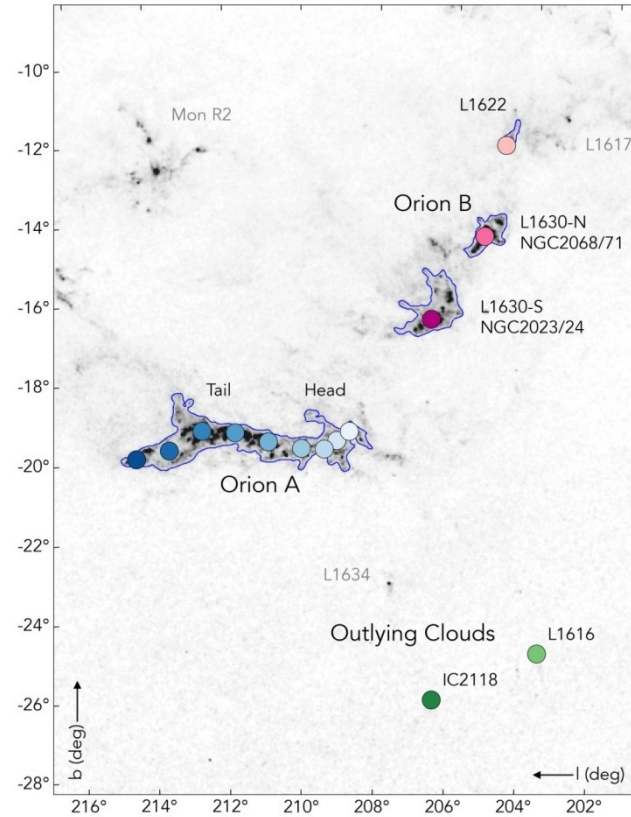 -10°
L1622
Mon R2
-12°
L1617
Orion B
L1630-N
NGC2068/71
-14°
-16°
L1630-S
NGC2023/24
-18°
Tail
Head
-20°
Orion A
-22°
L1634
Outlying Clouds
-24°
L1616
IC2118
-26°
b (deg)
l (deg)
-28°
216° 214° 212° 210° 208° 206° 204° 202°